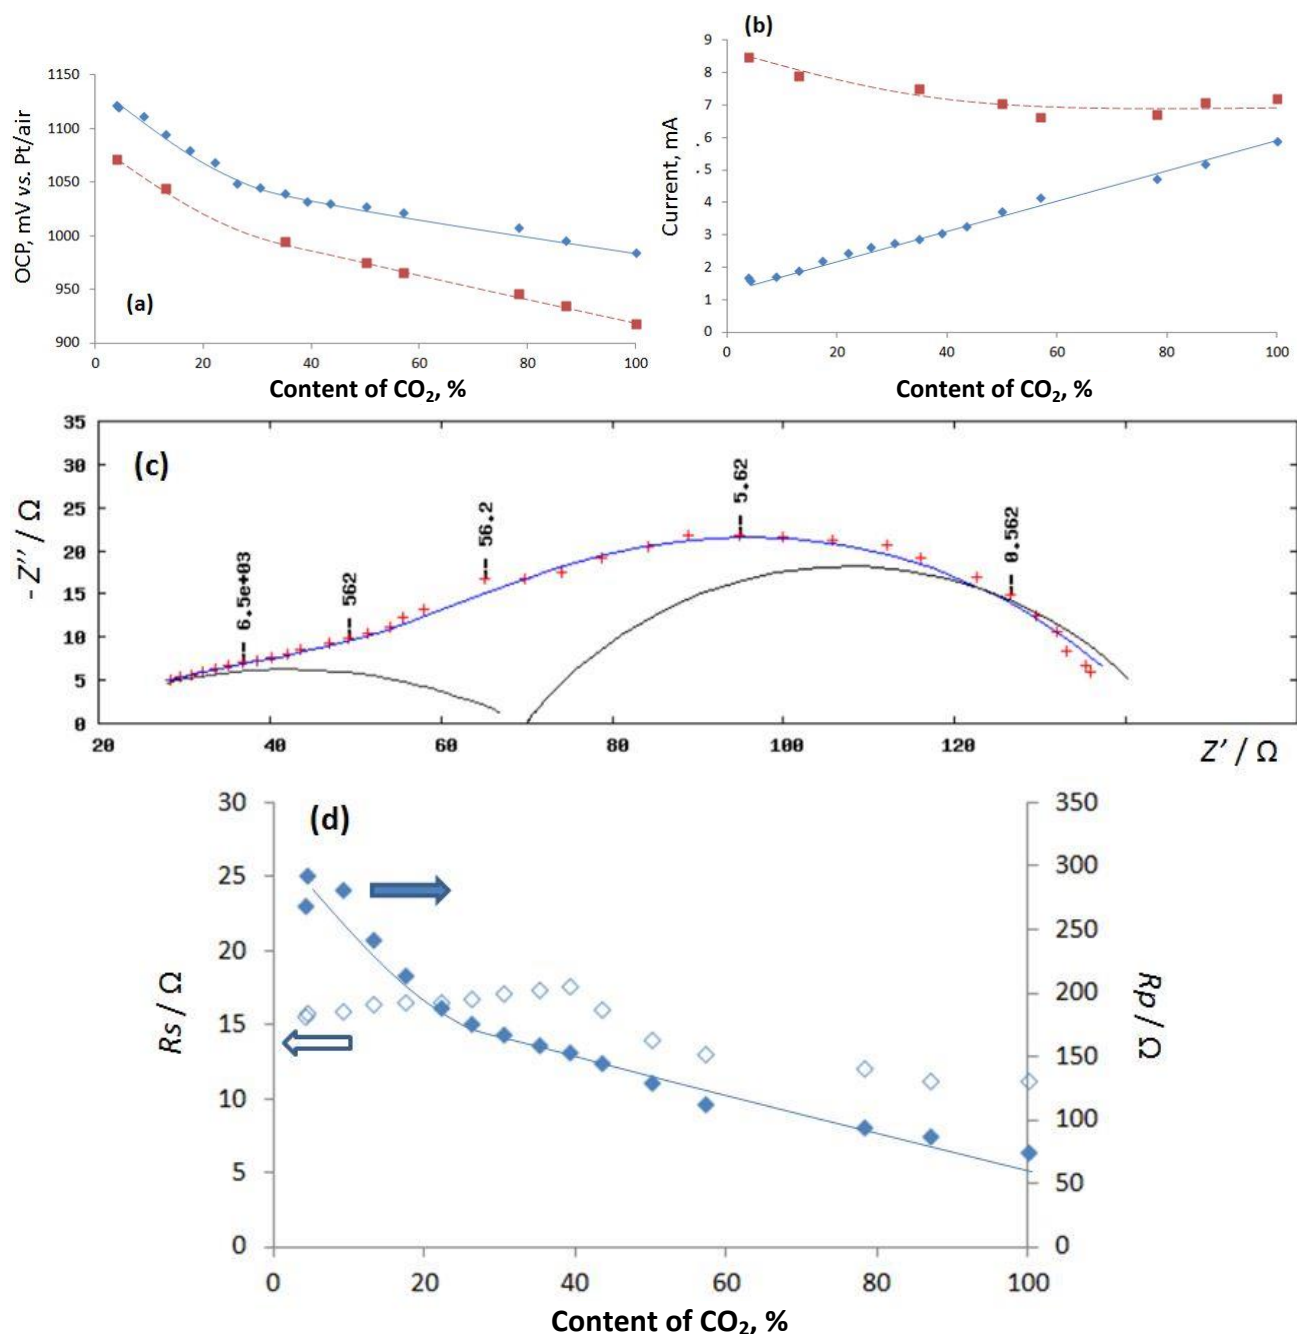 (a)
OCP, mV vs. Pt/air
1150
1100
1050
1000
950
900
0 20 40 60 80 100
Content of CO₂, %
(b)
Current, mA
9
8
7
6
.5
4
3
2
1
0
0 20 40 60 80 100
Content of CO₂, %
(c)
- Z'' / Ω
35
30
25
20
15
10
5
0
6.5e+03
562
56.2
5.62
0.562
20 40 60 80 100 120
Z' / Ω
(d)
Rs / Ω
30
25
20
15
10
5
0
350
300
250
200
150
100
50
0
Rp / Ω
0 20 40 60 80 100
Content of CO₂, %